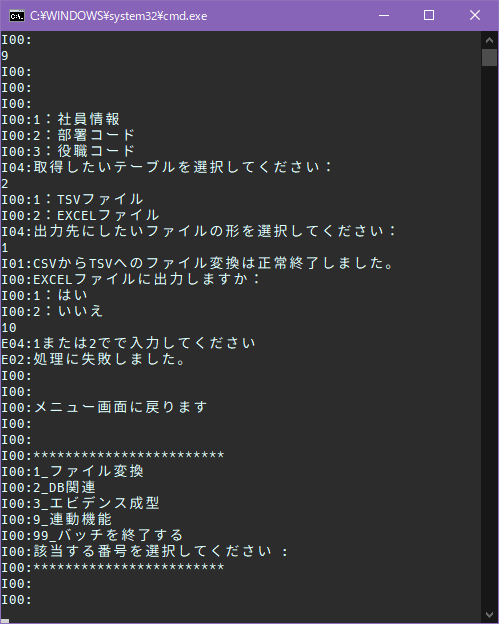 C:¥WINDOWS¥system32¥cmd.exe
I00:
9
I00:
I00:
I00:
I00:1：社員情報
I00:2：部署コード
I00:3：役職コード
I04:取得したいテーブルを選択してください：
2
I00:1：TSVファイル
I00:2：EXCELファイル
I04:出力先にしたいファイルの形を選択してください：
1
I01:CSVからTSVへのファイル変換は正常終了しました。
I00:EXCELファイルに出力しますか：
I00:1：はい
I00:2：いいえ
10
E04:1または2でで入力してください
E02:処理に失敗しました。
I00:
I00:
I00:メニュー画面に戻ります
I00:
I00:
I00:************************
I00:1_ファイル変換
I00:2_DB関連
I00:3_エビデンス成型
I00:9_連動機能
I00:99_バッチを終了する
I00:該当する番号を選択してください :
I00:************************
I00:
I00: